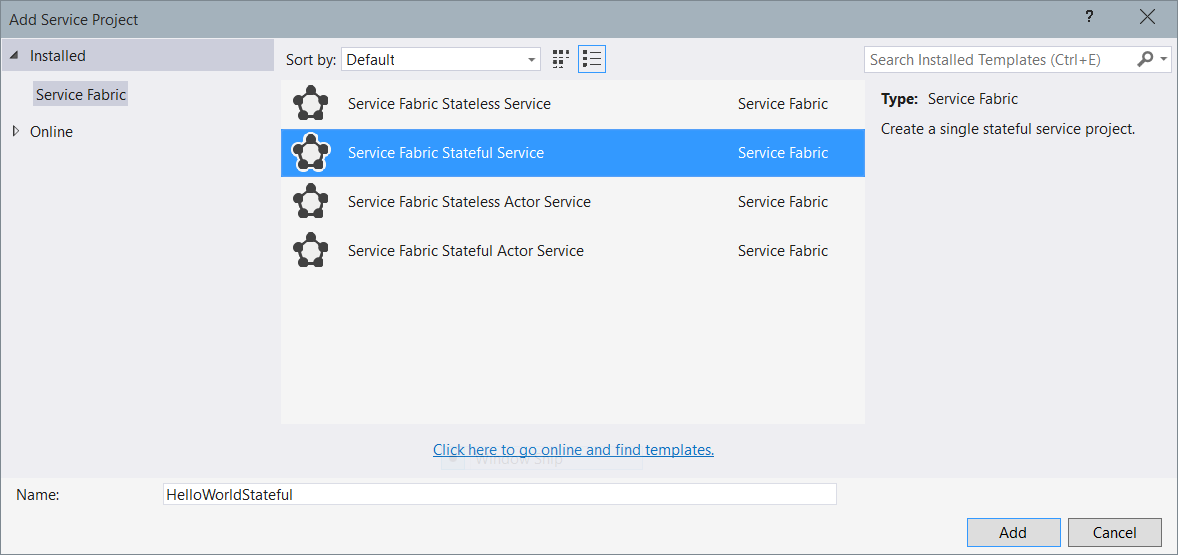 Add Service Project
?
Installed
Service Fabric
Online
Sort by: Default
Search Installed Templates (Ctrl+E)
Service Fabric Stateless Service Service Fabric
Service Fabric Stateful Service Service Fabric
Service Fabric Stateless Actor Service Service Fabric
Service Fabric Stateful Actor Service Service Fabric
Type: Service Fabric
Create a single stateful service project.
Click here to go online and find templates.
Window Snip
Name: HelloWorldStateful
Add Cancel